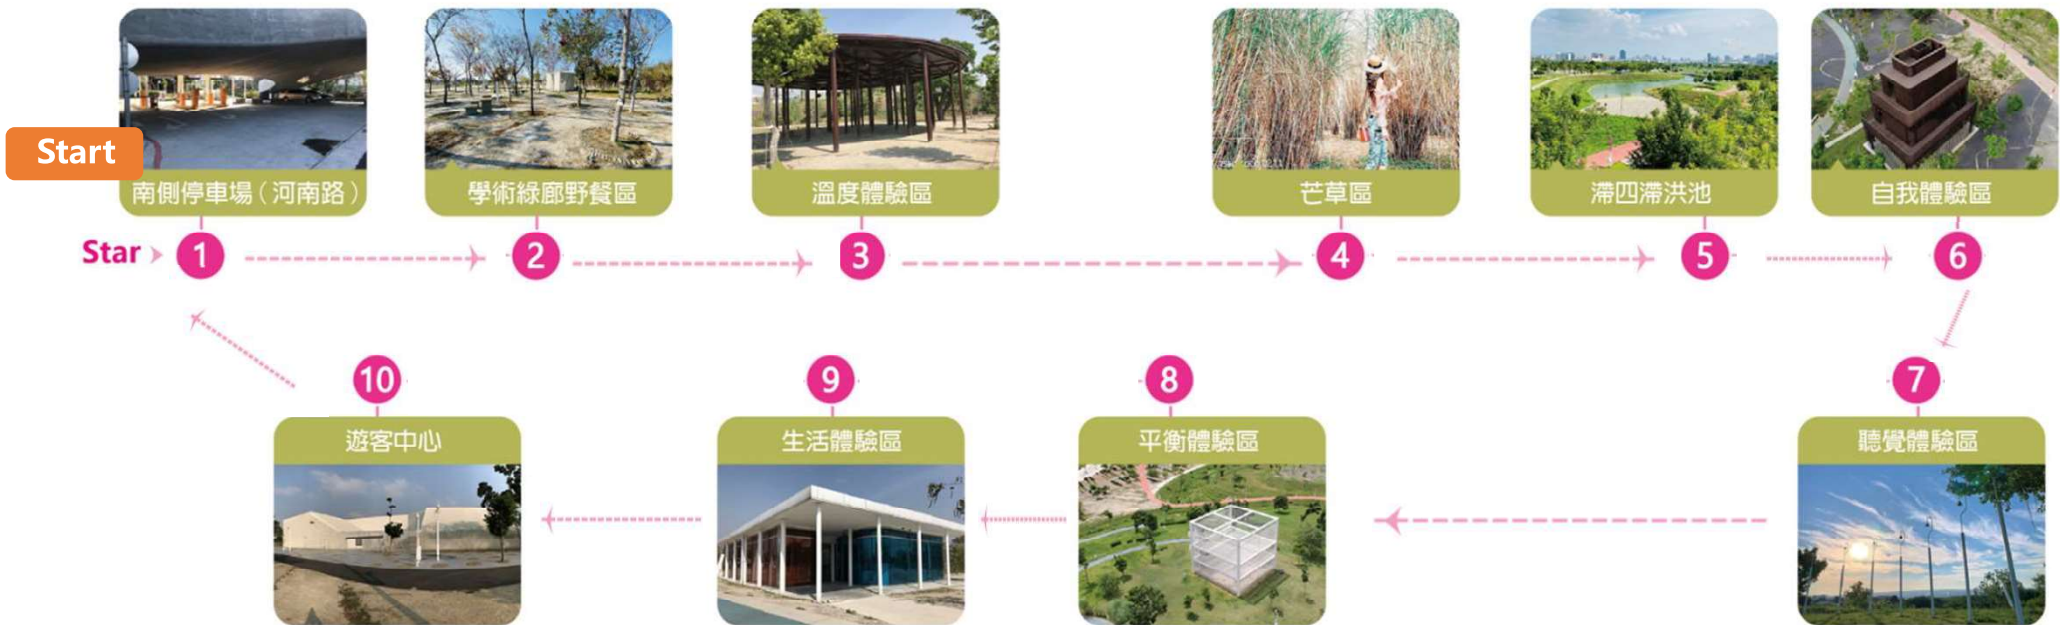 Start
南側停車場（河南路）
學術綠廊野餐區
溫度體驗區
芒草區
滯四滯洪池
自我體驗區
Star
1
2
3
4
5
6
10
9
8
7
遊客中心
生活體驗區
平衡體驗區
聽覺體驗區